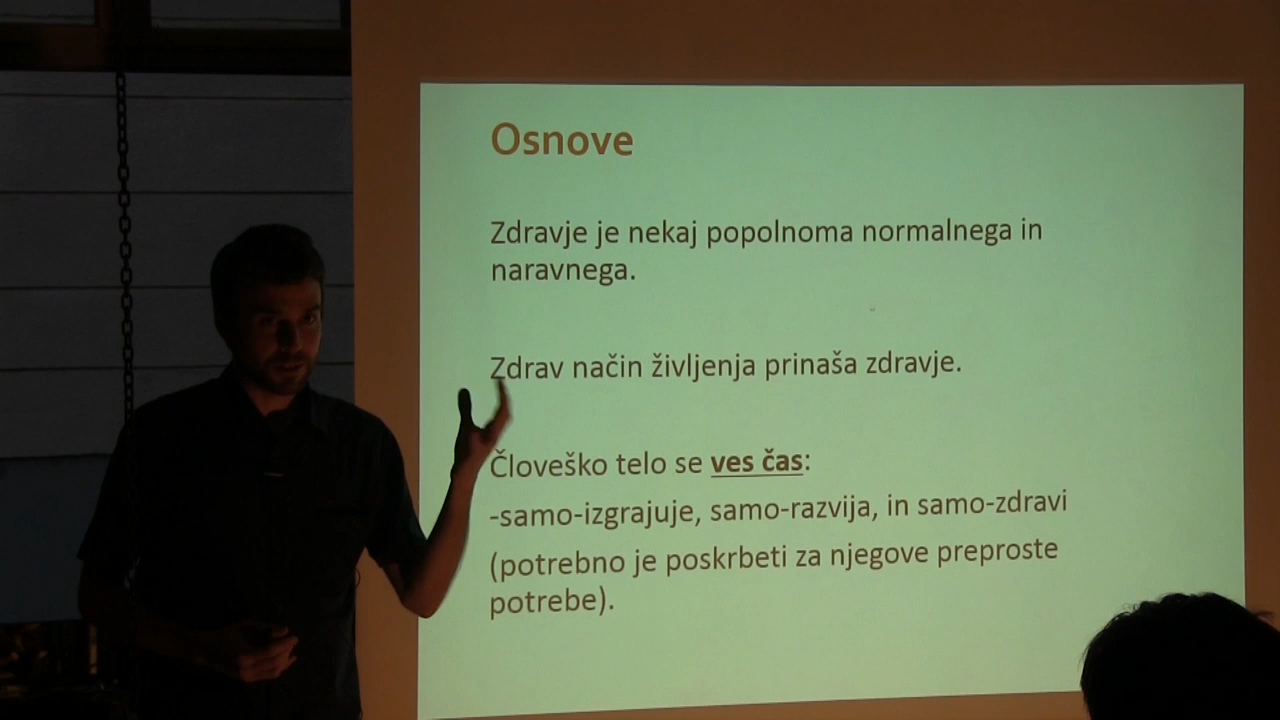 Osnove
Zdravje je nekaj popolnoma normalnega in
naravnega.
Zdrav način življenja prinaša zdravje.
Človeško telo se ves čas:
-samo-izgrajuje, samo-razvija, in samo-zdravi
(potrebno je poskrbeti za njegove preproste
potrebe).